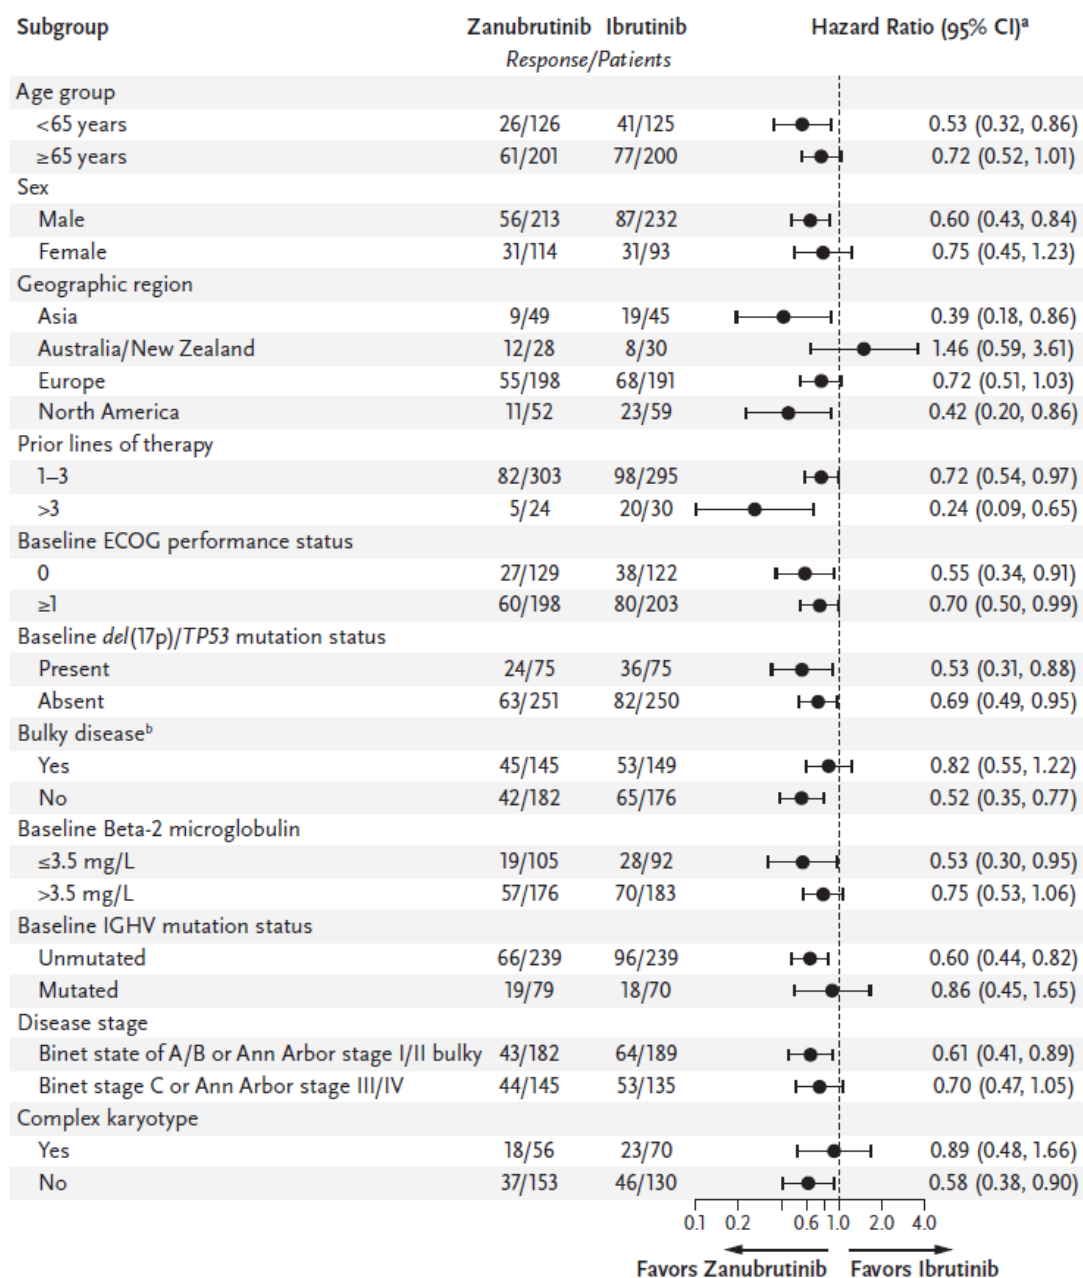 Subgroup Zanubrutinib Ibrutinib Hazard Ratio (95% CI)ᵃ
Response/Patients
Age group
<65 years 26/126 41/125 0.53 (0.32, 0.86)
≥65 years 61/201 77/200 0.72 (0.52, 1.01)
Sex
Male 56/213 87/232 0.60 (0.43, 0.84)
Female 31/114 31/93 0.75 (0.45, 1.23)
Geographic region
Asia 9/49 19/45 0.39 (0.18, 0.86)
Australia/New Zealand 12/28 8/30 1.46 (0.59, 3.61)
Europe 55/198 68/191 0.72 (0.51, 1.03)
North America 11/52 23/59 0.42 (0.20, 0.86)
Prior lines of therapy
1–3 82/303 98/295 0.72 (0.54, 0.97)
>3 5/24 20/30 0.24 (0.09, 0.65)
Baseline ECOG performance status
0 27/129 38/122 0.55 (0.34, 0.91)
≥1 60/198 80/203 0.70 (0.50, 0.99)
Baseline del(17p)/TP53 mutation status
Present 24/75 36/75 0.53 (0.31, 0.88)
Absent 63/251 82/250 0.69 (0.49, 0.95)
Bulky diseaseᵇ
Yes 45/145 53/149 0.82 (0.55, 1.22)
No 42/182 65/176 0.52 (0.35, 0.77)
Baseline Beta-2 microglobulin
≤3.5 mg/L 19/105 28/92 0.53 (0.30, 0.95)
>3.5 mg/L 57/176 70/183 0.75 (0.53, 1.06)
Baseline IGHV mutation status
Unmutated 66/239 96/239 0.60 (0.44, 0.82)
Mutated 19/79 18/70 0.86 (0.45, 1.65)
Disease stage
Binet state of A/B or Ann Arbor stage I/II bulky 43/182 64/189 0.61 (0.41, 0.89)
Binet stage C or Ann Arbor stage III/IV 44/145 53/135 0.70 (0.47, 1.05)
Complex karyotype
Yes 18/56 23/70 0.89 (0.48, 1.66)
No 37/153 46/130 0.58 (0.38, 0.90)
0.1 0.2 0.6 1.0 2.0 4.0
Favors Zanubrutinib Favors Ibrutinib